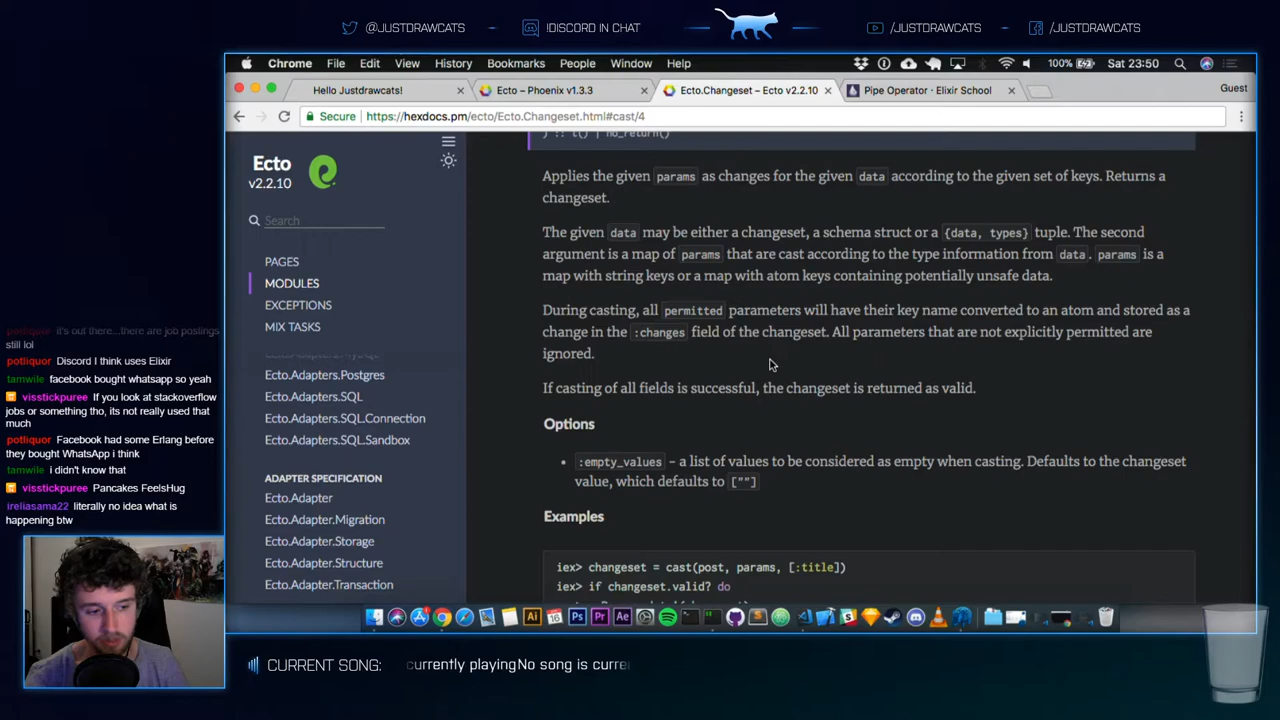 @JUSTDRAWCATS
!DISCORD IN CHAT
/JUSTDRAWCATS
/JUSTDRAWCATS
Chrome File Edit View History Bookmarks People Window Help
100%
Sat 23:50
Hello Justdrawcats!
Ecto – Phoenix v1.3.3
Ecto.Changeset – Ecto v2.2.10
Pipe Operator · Elixir School
Guest
Secure
https://hexdocs.pm/ecto/Ecto.Changeset.html#cast/4
Ecto
v2.2.10
Search
PAGES
MODULES
EXCEPTIONS
MIX TASKS
Ecto.Adapters.Postgres
Ecto.Adapters.SQL
Ecto.Adapters.SQL.Connection
Ecto.Adapters.SQL.Sandbox
ADAPTER SPECIFICATION
Ecto.Adapter
Ecto.Adapter.Migration
Ecto.Adapter.Storage
Ecto.Adapter.Structure
Ecto.Adapter.Transaction
} :: t() | no_return()
Applies the given params as changes for the given data according to the given set of keys. Returns a
changeset.
The given data may be either a changeset, a schema struct or a {data, types} tuple. The second
argument is a map of params that are cast according to the type information from data. params is a
map with string keys or a map with atom keys containing potentially unsafe data.
During casting, all permitted parameters will have their key name converted to an atom and stored as a
change in the :changes field of the changeset. All parameters that are not explicitly permitted are
ignored.
If casting of all fields is successful, the changeset is returned as valid.
Options
• :empty_values – a list of values to be considered as empty when casting. Defaults to the changeset
value, which defaults to [""]
Examples
iex> changeset = cast(post, params, [:title])
iex> if changeset.valid? do
potliquor: it's out there...there are job postings
still lol
potliquor: Discord I think uses Elixir
tamwile: facebook bought whatsapp so yeah
visstickpuree: If you look at stackoverflow
jobs or something tho, its not really used that
much
potliquor: Facebook had some Erlang before
they bought WhatsApp i think
tamwile: i didn't know that
visstickpuree: Pancakes FeelsHug
ireliasama22: literally no idea what is
happening btw
CURRENT SONG:
currently playingNo song is curre